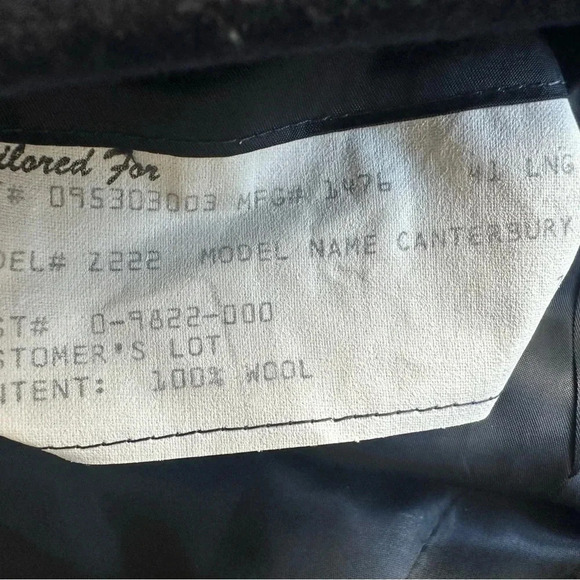 ilored For
T# 095303003 MFG# 1476 41 LNG
DEL# Z222 MODEL NAME CANTERBURY
ST# 0-9822-000
STOMER'S LOT
NTENT: 100% WOOL